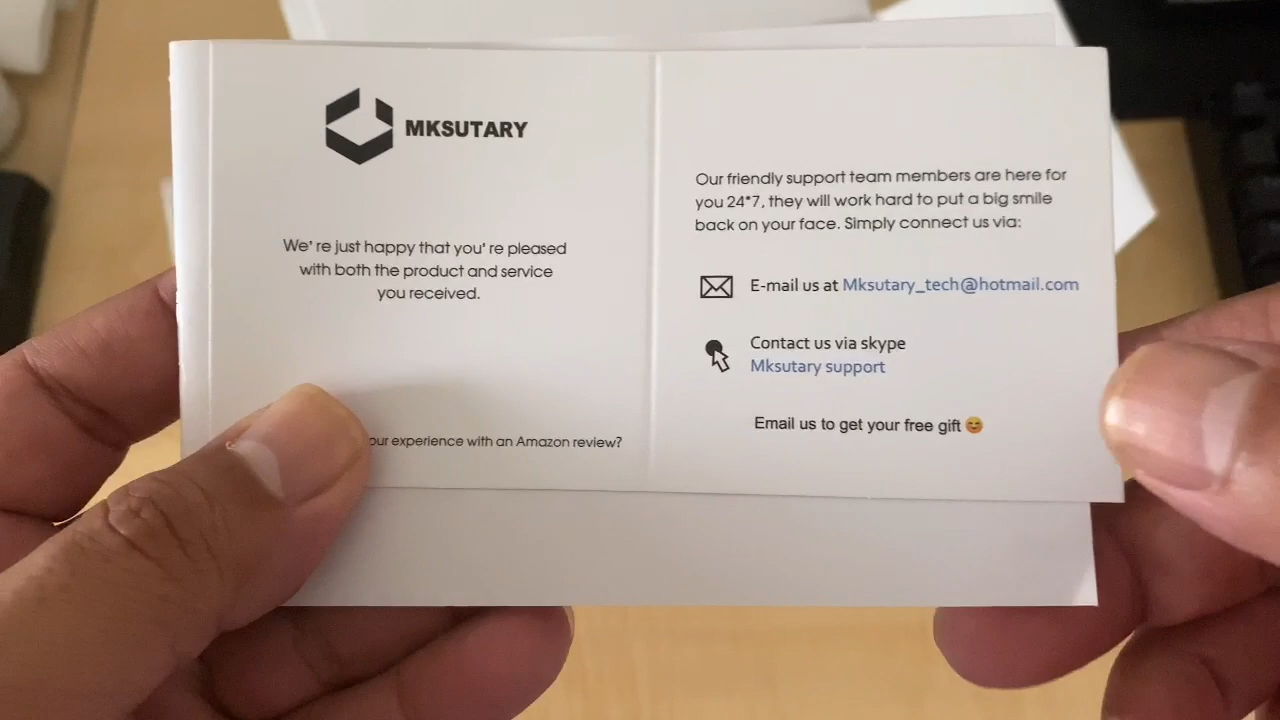 MKSUTARY
We're just happy that you're pleased
with both the product and service
you received.
experience with an Amazon review?
Our friendly support team members are here for
you 24*7, they will work hard to put a big smile
back on your face. Simply connect us via:
E-mail us at Mksutary_tech@hotmail.com
Contact us via skype
Mksutary support
Email us to get your free gift 😊